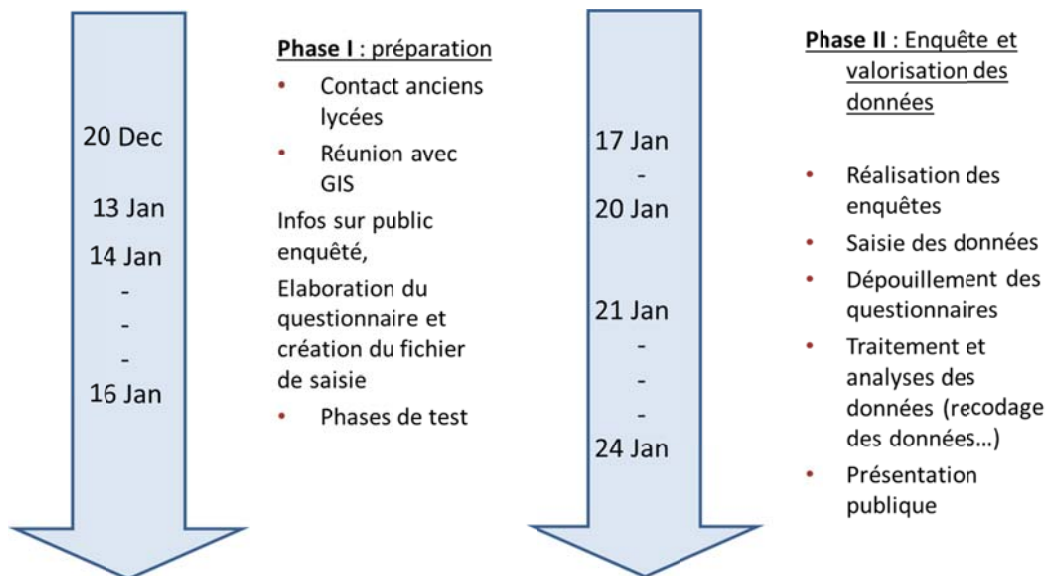 20 Dec
13 Jan
14 Jan
-
-
-
16 Jan
Phase I : préparation
• Contact anciens
lycées
• Réunion avec
GIS
Infos sur public
enquêté,
Elaboration du
questionnaire et
création du fichier
de saisie
• Phases de test
17 Jan
-
20 Jan
21 Jan
-
-
-
24 Jan
Phase II : Enquête et
valorisation des
données
• Réalisation des
enquêtes
• Saisie des données
• Dépouillement des
questionnaires
• Traitement et
analyses des
données (recodage
des données...)
• Présentation
publique